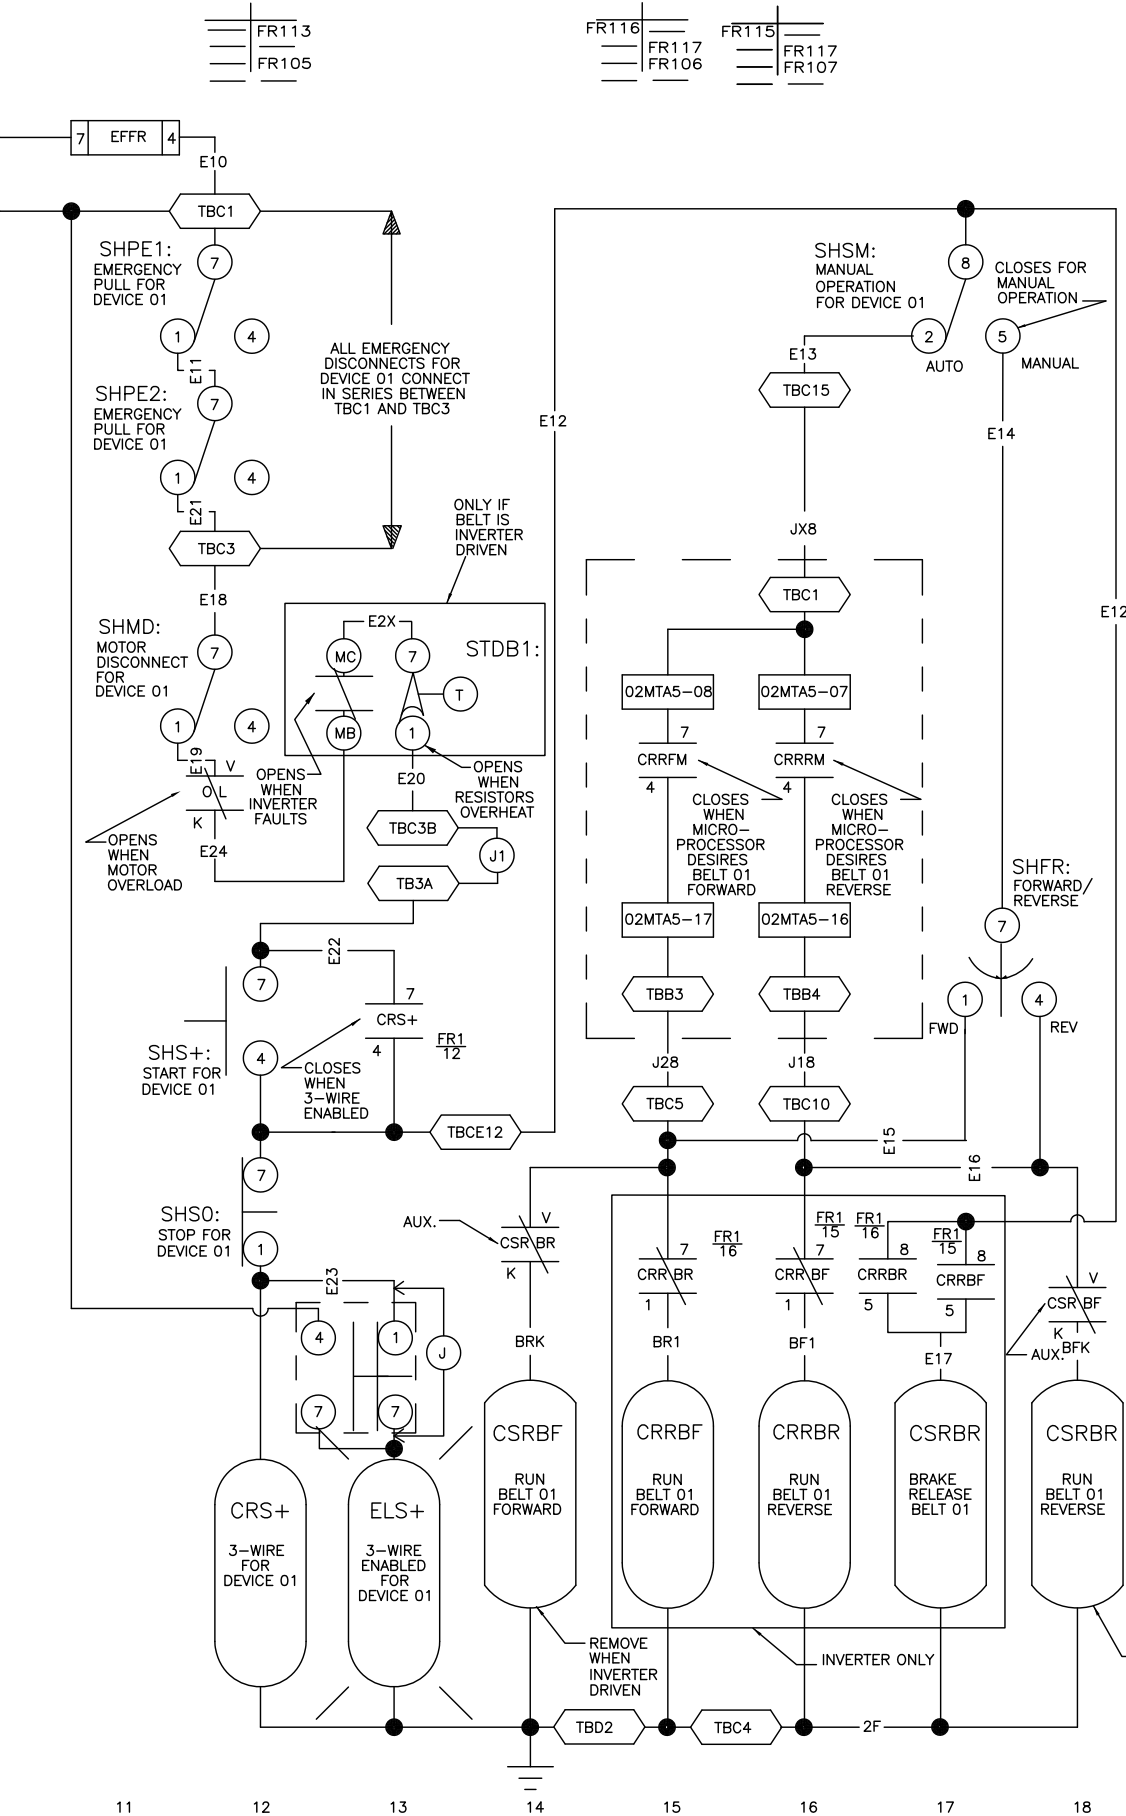 FR113
FR105
FR116
FR117
FR106
FR115
FR117
FR107
7 EFFR 4
E10
TBC1
SHPE1:
EMERGENCY
PULL FOR
DEVICE 01
7
1
4
E11
SHPE2:
EMERGENCY
PULL FOR
DEVICE 01
7
1
4
E21
TBC3
ALL EMERGENCY
DISCONNECTS FOR
DEVICE 01 CONNECT
IN SERIES BETWEEN
TBC1 AND TBC3
E18
SHMD:
MOTOR
DISCONNECT
FOR
DEVICE 01
7
1
4
E19
V
OL
K
E24
OPENS
WHEN
MOTOR
OVERLOAD
ONLY IF
BELT IS
INVERTER
DRIVEN
E2X
STDB1:
MC
7
T
MB
1
OPENS
WHEN
INVERTER
FAULTS
E20
OPENS
WHEN
RESISTORS
OVERHEAT
TBC3B
J1
TB3A
E22
7
7
CRS+
4
FR1
12
SHS+:
START FOR
DEVICE 01
4
CLOSES
WHEN
3-WIRE
ENABLED
TBCE12
E12
7
SHS0:
STOP FOR
DEVICE 01
1
E23
4
1
J
7
7
CRS+
3-WIRE
FOR
DEVICE 01
ELS+
3-WIRE
ENABLED
FOR
DEVICE 01
SHSM:
MANUAL
OPERATION
FOR DEVICE 01
8
CLOSES FOR
MANUAL
OPERATION
2
5
AUTO
MANUAL
E13
TBC15
E14
JX8
TBC1
E12
02MTA5-08
02MTA5-07
7
CRRFM
4
7
CRRRM
4
CLOSES
WHEN
MICRO-
PROCESSOR
DESIRES
BELT 01
FORWARD
CLOSES
WHEN
MICRO-
PROCESSOR
DESIRES
BELT 01
REVERSE
02MTA5-17
02MTA5-16
TBB3
TBB4
SHFR:
FORWARD/
REVERSE
7
1
4
FWD
REV
J28
J18
TBC5
TBC10
E15
E16
AUX.
V
CSRBR
K
BRK
7
CRRBR
1
FR1
16
BR1
FR1
15
7
CRRBF
1
BF1
FR1
16
8
CRRBR
5
FR1
15
8
CRRBF
5
E17
V
CSRBF
K
AUX.
BFK
CSRBF
RUN
BELT 01
FORWARD
CRRBF
RUN
BELT 01
FORWARD
CRRBR
RUN
BELT 01
REVERSE
CSRBR
BRAKE
RELEASE
BELT 01
CSRBR
RUN
BELT 01
REVERSE
REMOVE
WHEN
INVERTER
DRIVEN
INVERTER ONLY
TBD2
TBC4
2F
11 12 13 14 15 16 17 18